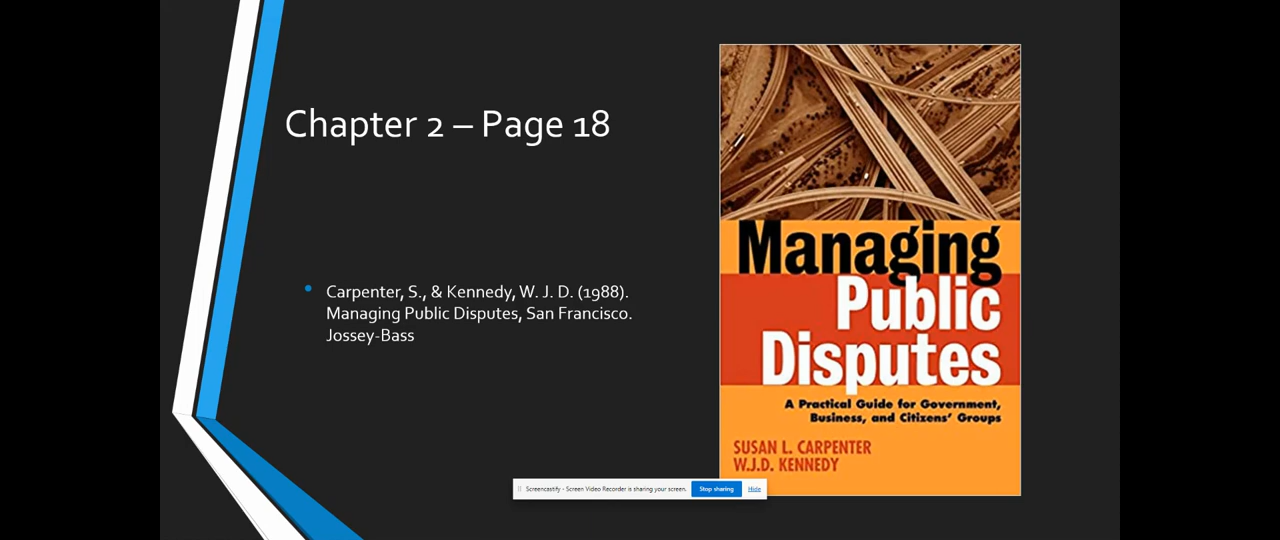 Chapter 2 – Page 18
Carpenter, S., & Kennedy, W. J. D. (1988).
Managing Public Disputes, San Francisco.
Jossey-Bass
Managing
Public
Disputes
A Practical Guide for Government,
Business, and Citizens' Groups
SUSAN L. CARPENTER
W.J.D. KENNEDY
Screencastify - Screen Video Recorder is sharing your screen. Stop sharing Hide